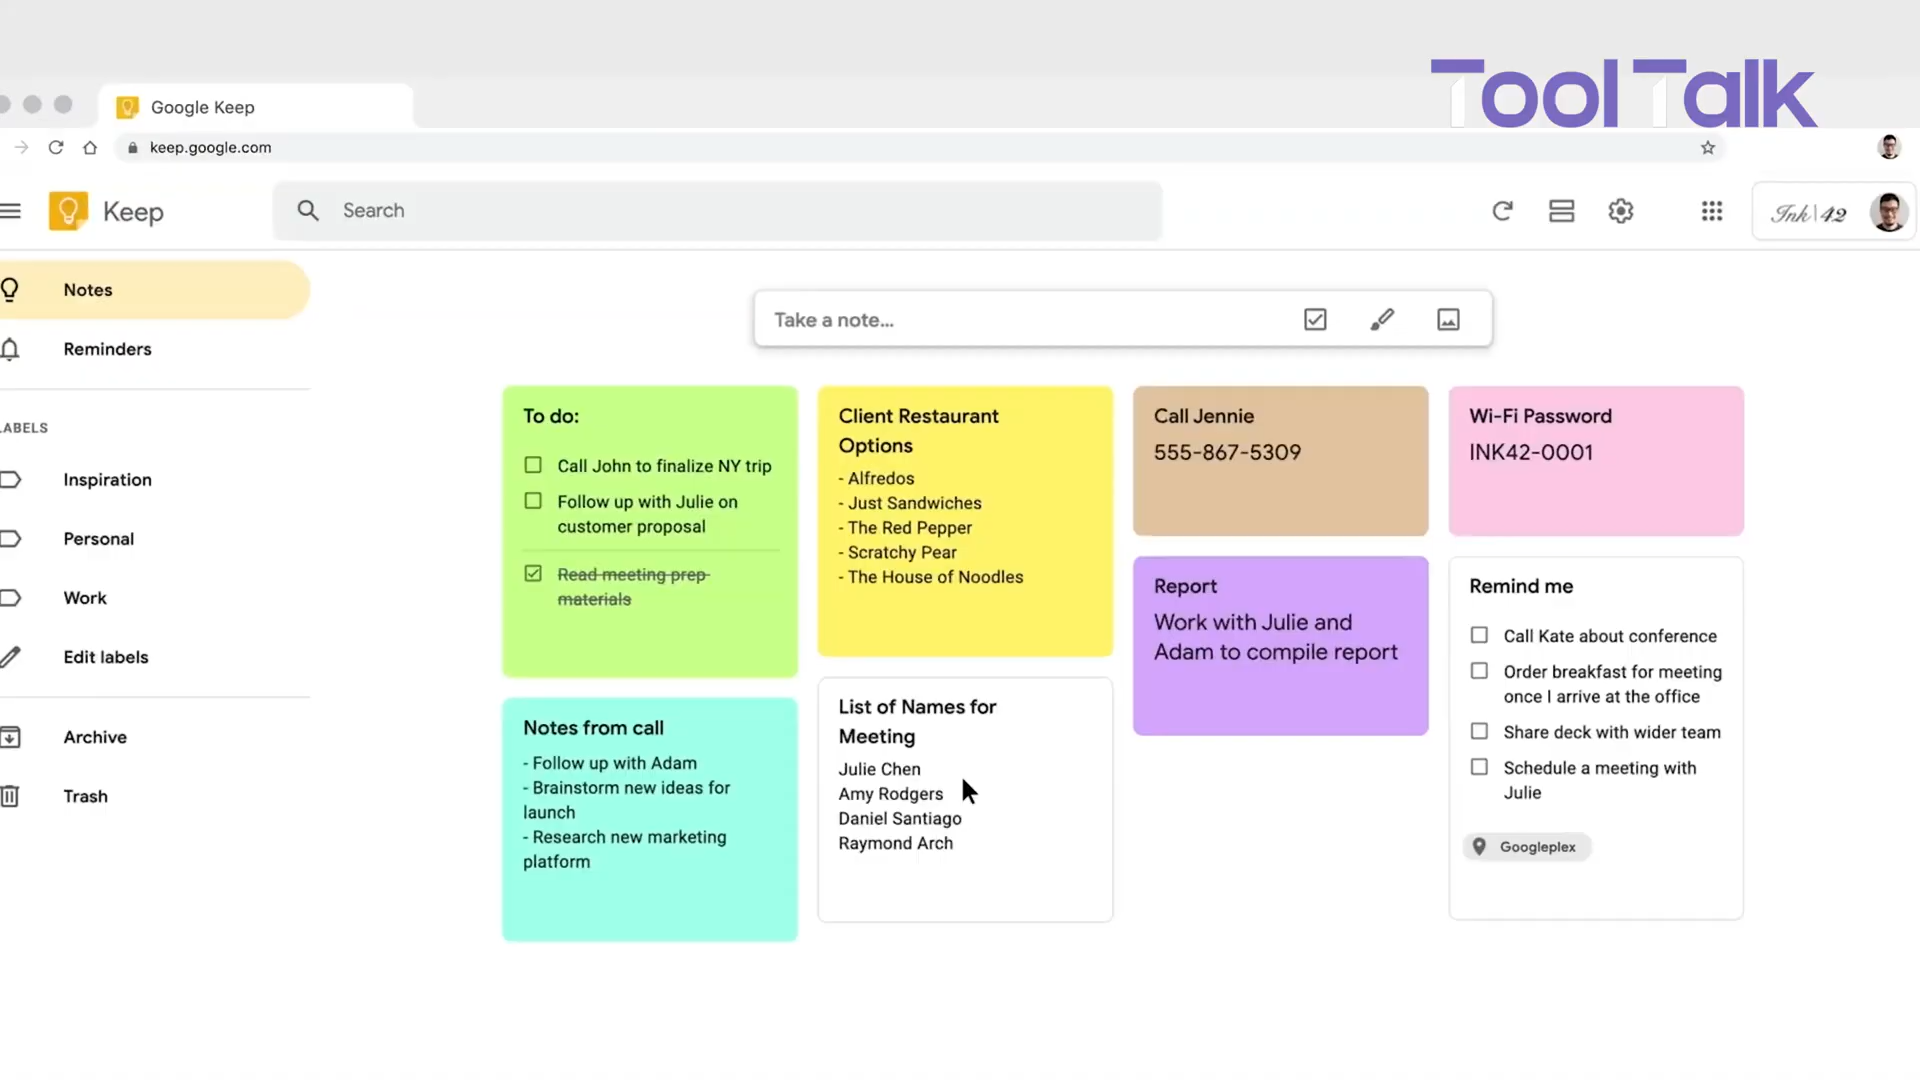 Tool Talk
Google Keep
keep.google.com
Keep
Search
Ink|42
Notes
Reminders
LABELS
Inspiration
Personal
Work
Edit labels
Archive
Trash
Take a note...
To do:
Call John to finalize NY trip
Follow up with Julie on
customer proposal
Read meeting prep
materials
Notes from call
- Follow up with Adam
- Brainstorm new ideas for
launch
- Research new marketing
platform
Client Restaurant
Options
- Alfredos
- Just Sandwiches
- The Red Pepper
- Scratchy Pear
- The House of Noodles
List of Names for
Meeting
Julie Chen
Amy Rodgers
Daniel Santiago
Raymond Arch
Call Jennie
555-867-5309
Report
Work with Julie and
Adam to compile report
Wi-Fi Password
INK42-0001
Remind me
Call Kate about conference
Order breakfast for meeting
once I arrive at the office
Share deck with wider team
Schedule a meeting with
Julie
Googleplex